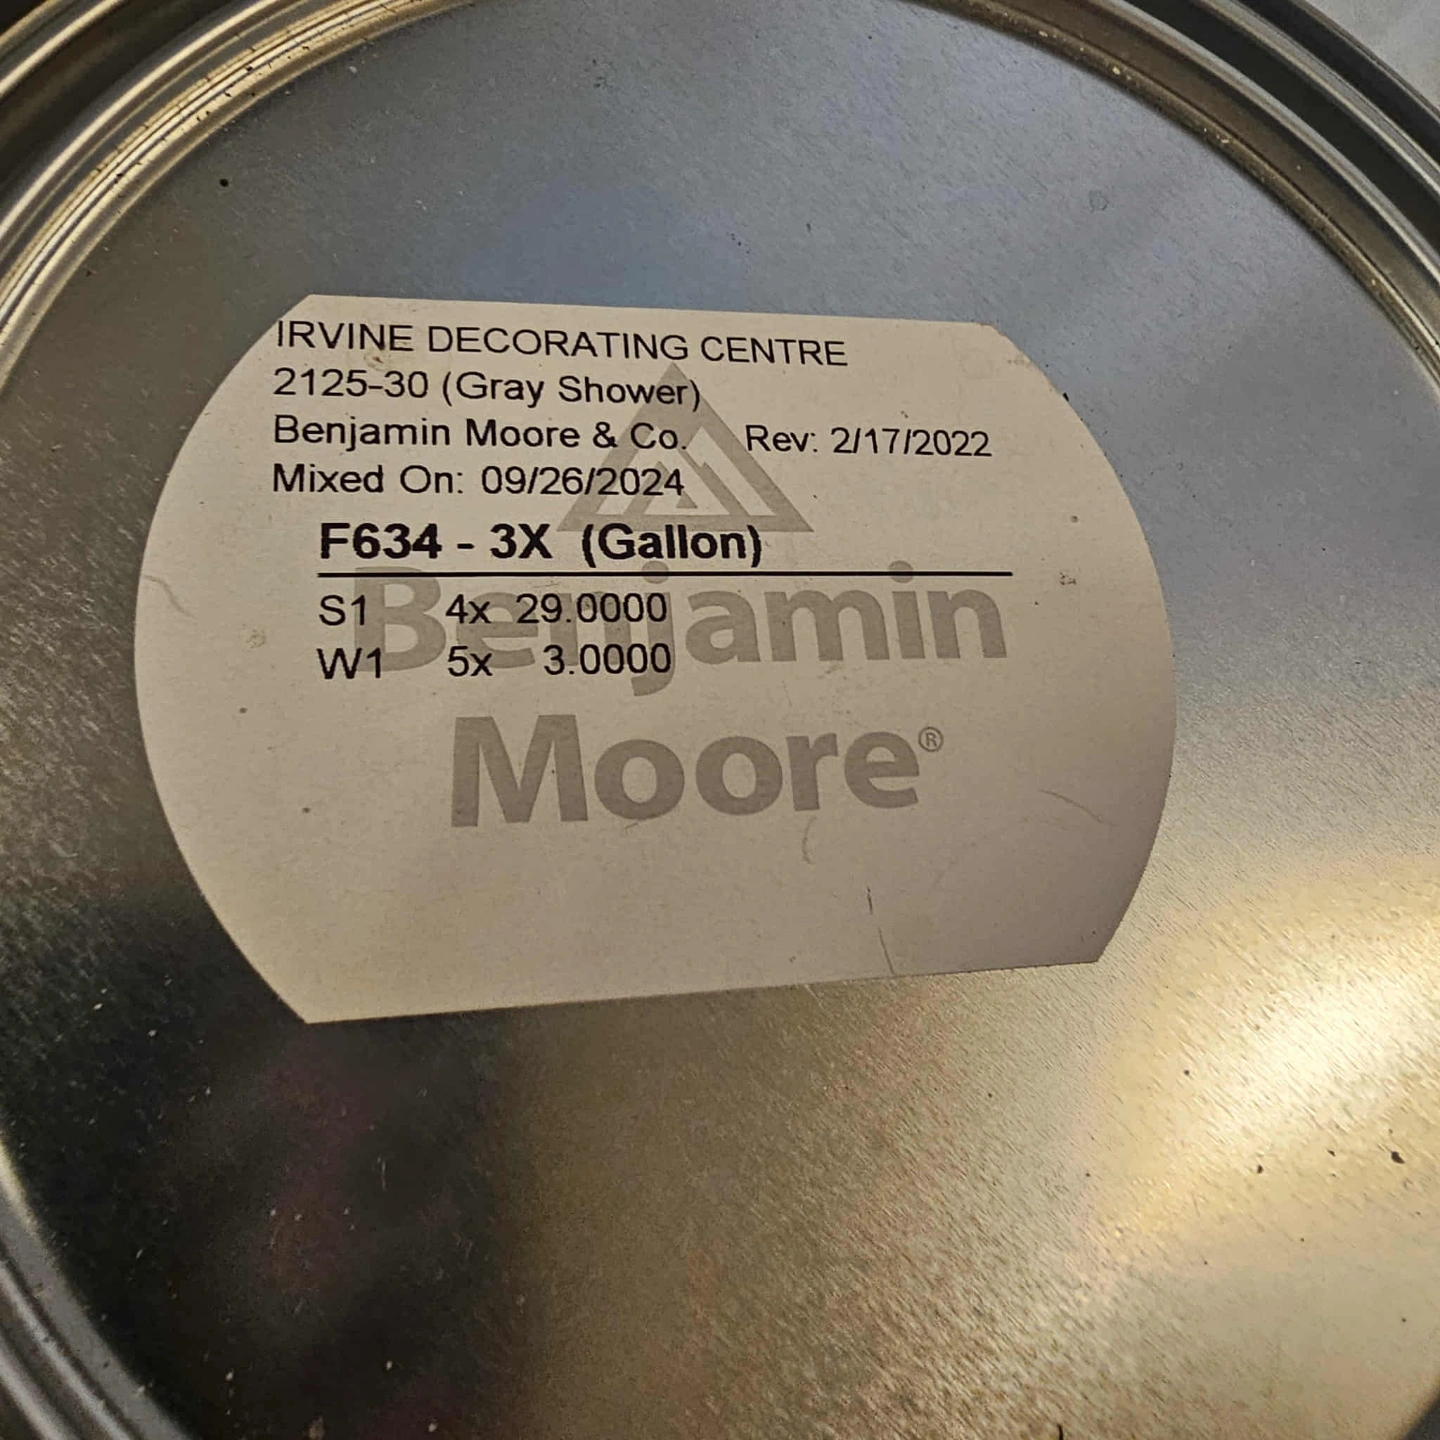 IRVINE DECORATING CENTRE
2125-30 (Gray Shower)
Benjamin Moore & Co. Rev: 2/17/2022
Mixed On: 09/26/2024
F634 - 3X (Gallon)
S1 4x 29.0000
W1 5x 3.0000
Benjamin
Moore®